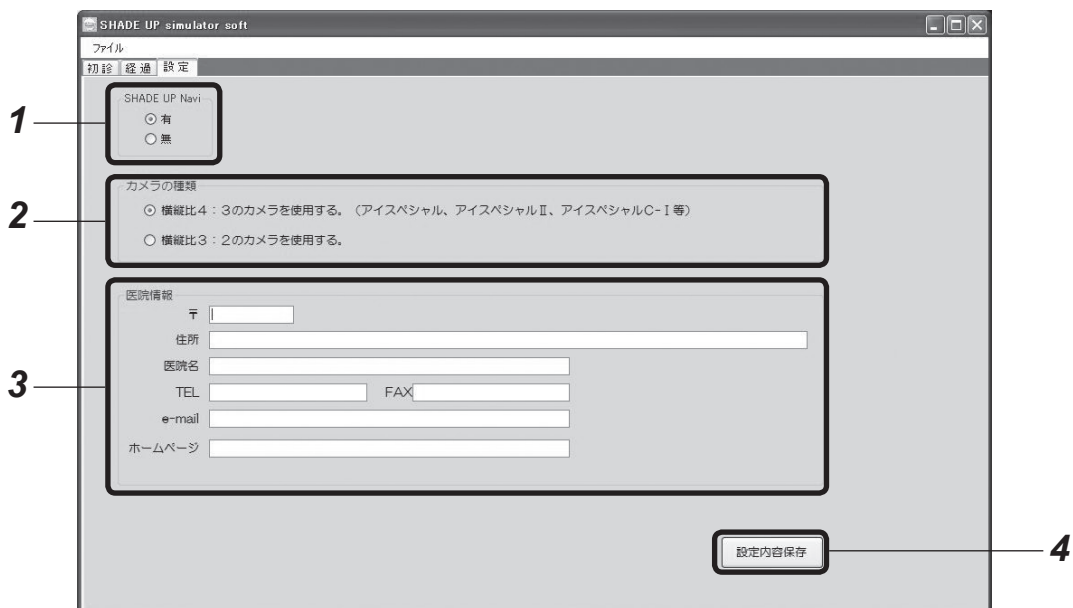 SHADE UP simulator soft
ファイル
初診 経過 設定
SHADE UP Navi
有
無
1
カメラの種類
横縦比4：3のカメラを使用する。（アイスペシャル、アイスペシャルⅡ、アイスペシャルC-Ⅰ等）
横縦比3：2のカメラを使用する。
2
医院情報
〒
住所
医院名
TEL FAX
e-mail
ホームページ
3
設定内容保存
4